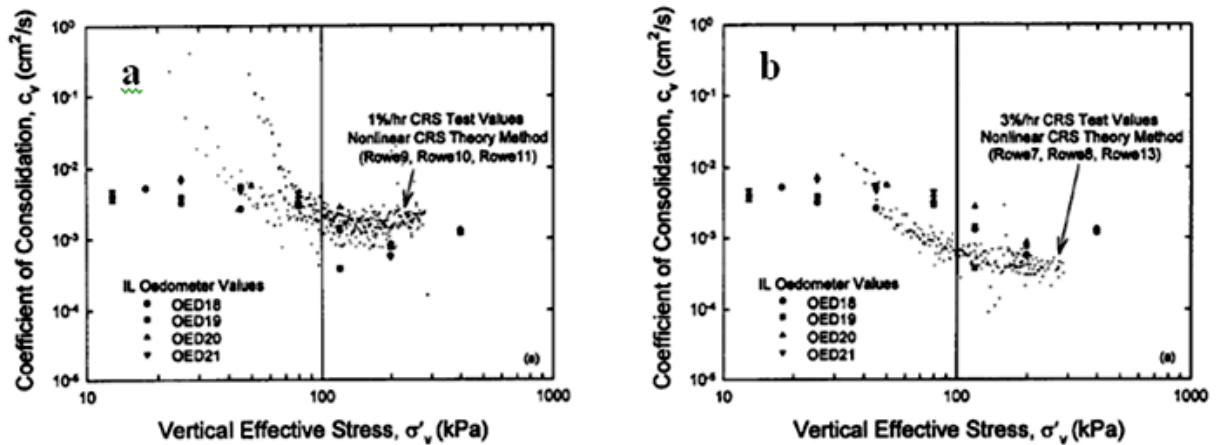 a
10⁰
10⁻¹
10⁻²
10⁻³
10⁻⁴
10⁻⁵
10⁻⁶
Coefficient of Consolidation, cᵥ (cm²/s)
1%/hr CRS Test Values
Nonlinear CRS Theory Method
(Rowe9, Rowe10, Rowe11)
IL Oedometer Values
OED18
OED19
OED20
OED21
(a)
10 100 1000
Vertical Effective Stress, σ'ᵥ (kPa)
b
10⁰
10⁻¹
10⁻²
10⁻³
10⁻⁴
10⁻⁵
Coefficient of Consolidation, cᵥ (cm²/s)
3%/hr CRS Test Values
Nonlinear CRS Theory Method
(Rowe7, Rowe8, Rowe13)
IL Oedometer Values
OED18
OED19
OED20
OED21
(a)
10 100 1000
Vertical Effective Stress, σ'ᵥ (kPa)